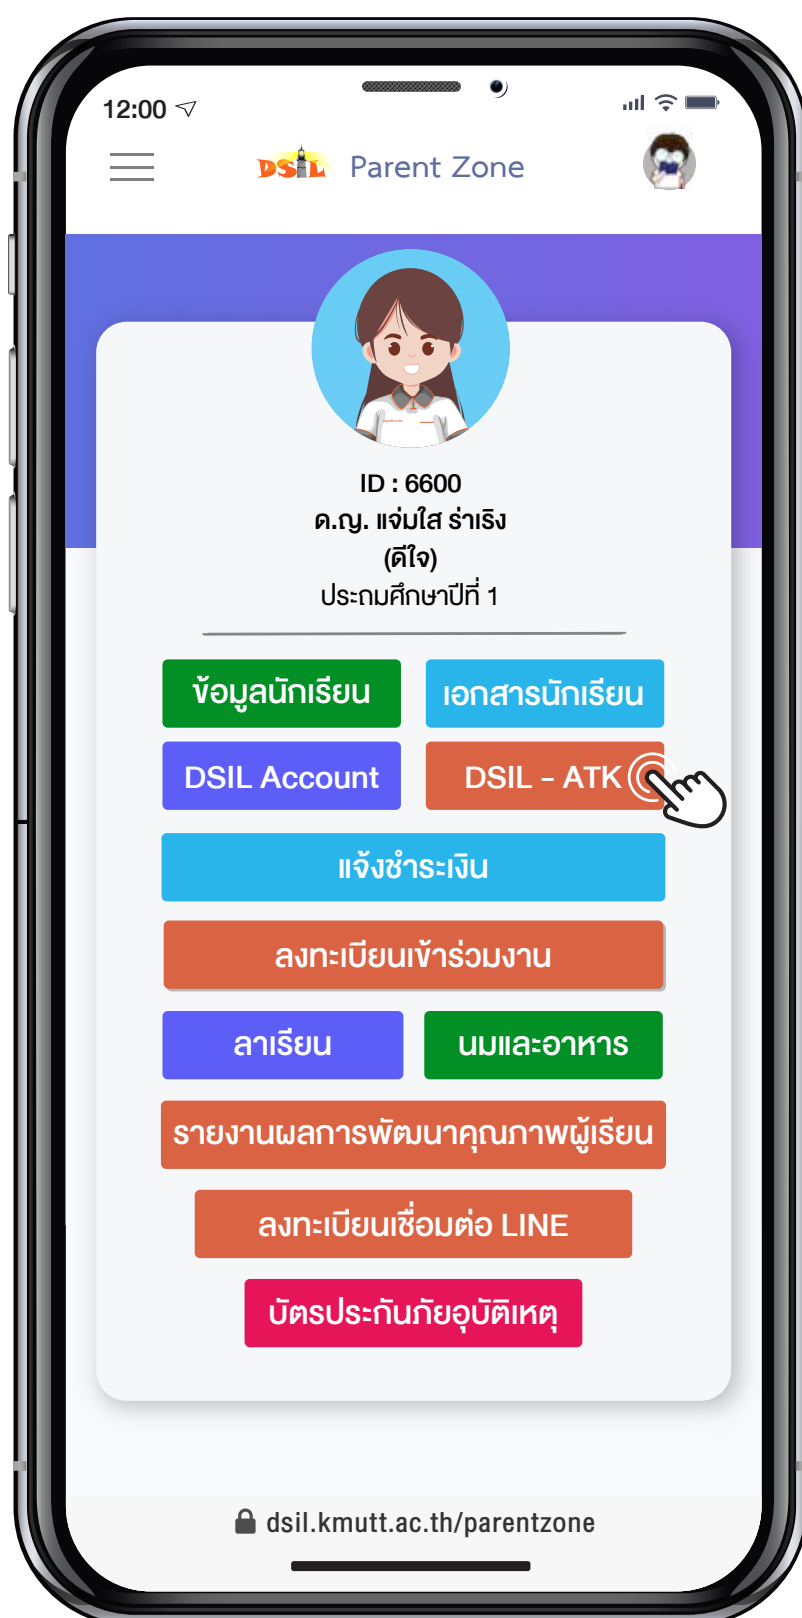 12:00
DSIL Parent Zone
ID : 6600
ด.ญ. แจ่มใส ร่าเริง
(ดีใจ)
ประถมศึกษาปีที่ 1
ข้อมูลนักเรียน เอกสารนักเรียน
DSIL Account DSIL - ATK
แจ้งชำระเงิน
ลงทะเบียนเข้าร่วมงาน
ลาเรียน นมและอาหาร
รายงานผลการพัฒนาคุณภาพผู้เรียน
ลงทะเบียนเชื่อมต่อ LINE
บัตรประกันภัยอุบัติเหตุ
dsil.kmutt.ac.th/parentzone